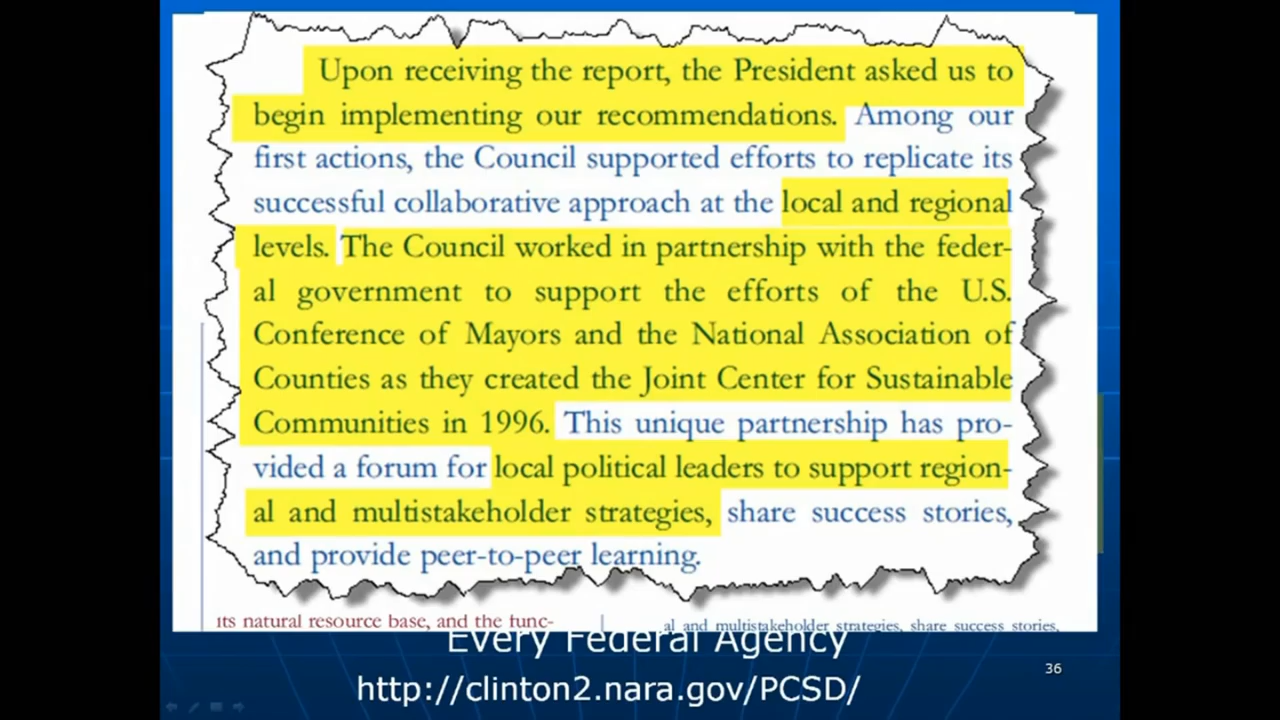 Upon receiving the report, the President asked us to
begin implementing our recommendations. Among our
first actions, the Council supported efforts to replicate its
successful collaborative approach at the local and regional
levels. The Council worked in partnership with the feder-
al government to support the efforts of the U.S.
Conference of Mayors and the National Association of
Counties as they created the Joint Center for Sustainable
Communities in 1996. This unique partnership has pro-
vided a forum for local political leaders to support region-
al and multistakeholder strategies, share success stories,
and provide peer-to-peer learning.
its natural resource base, and the func-
al and multistakeholder strategies, share success stories,
Every Federal Agency
http://clinton2.nara.gov/PCSD/
36